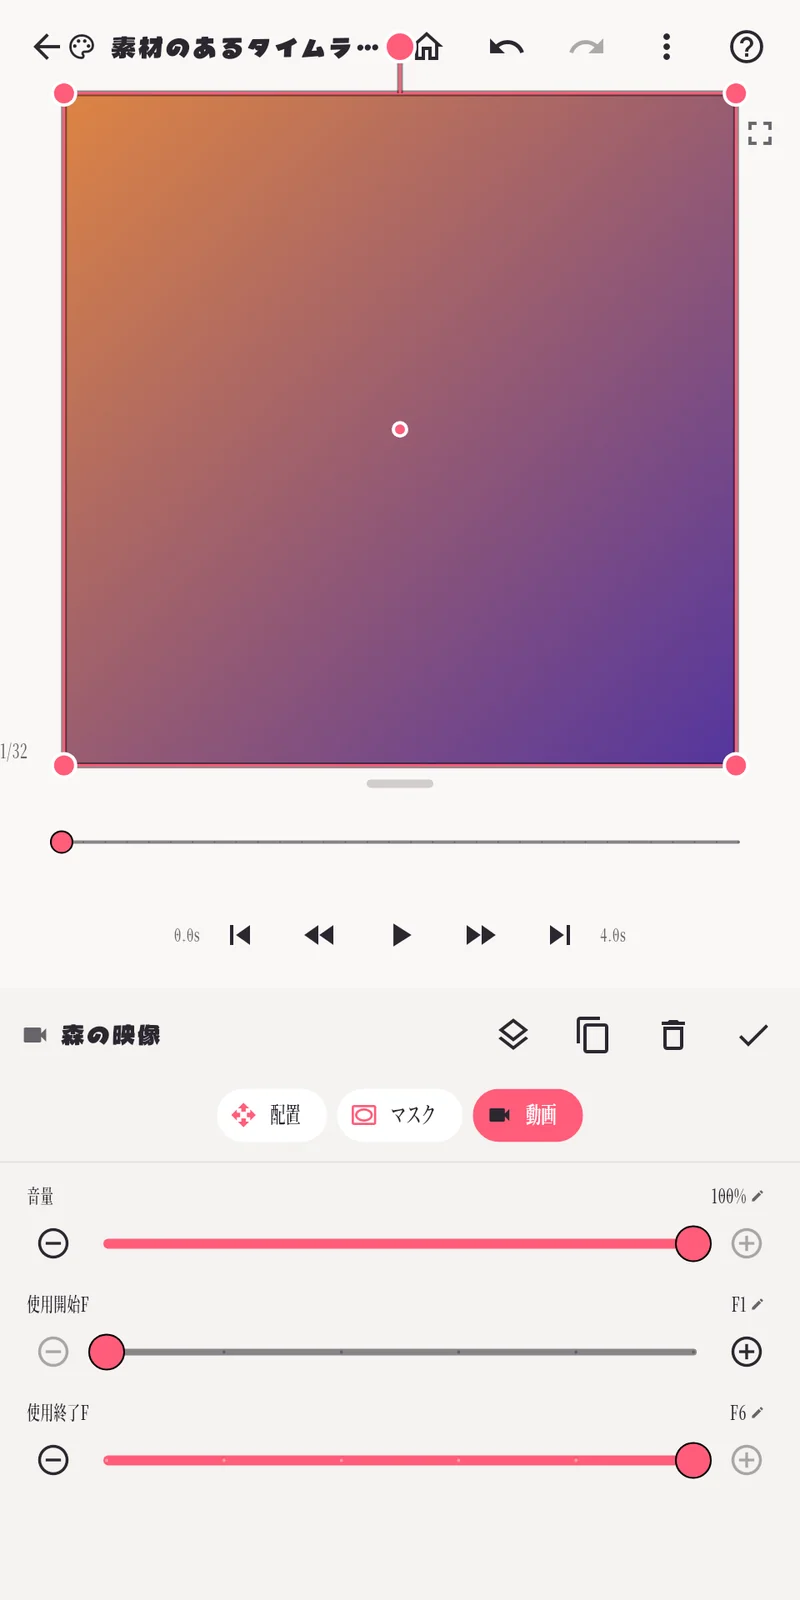 素材のあるタイムラ…
1/32
0.0s
4.0s
森の映像
配置
マスク
動画
音量
100%
使用開始F
F1
使用終了F
F6